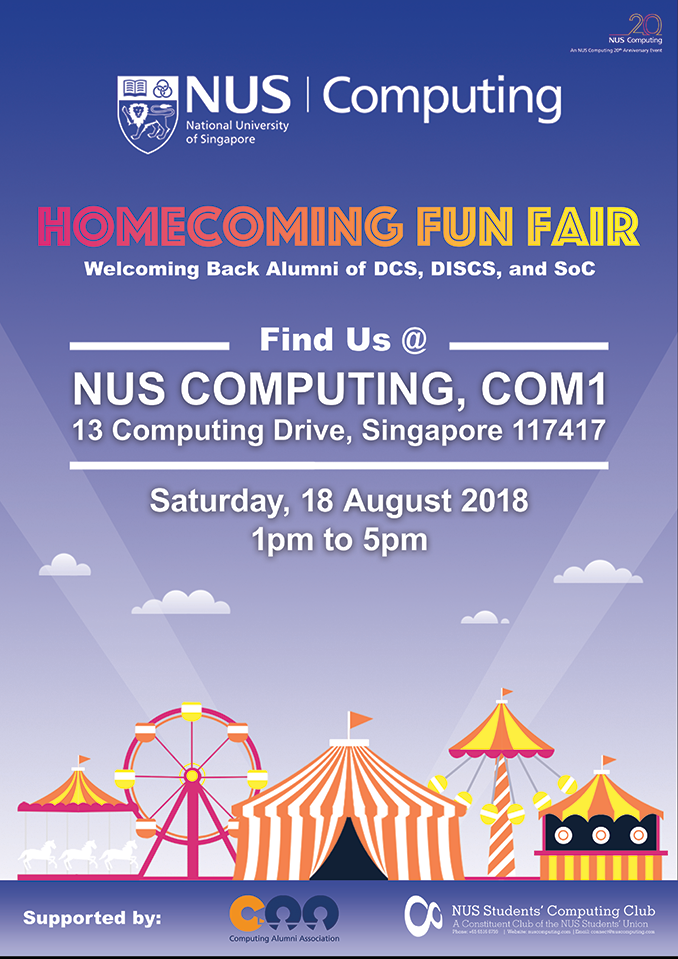 20
NUS Computing
An NUS Computing 20th Anniversary Event
NUS | Computing
National University
of Singapore
HOMECOMING FUN FAIR
Welcoming Back Alumni of DCS, DISCS, and SoC
Find Us @
NUS COMPUTING, COM1
13 Computing Drive, Singapore 117417
Saturday, 18 August 2018
1pm to 5pm
Supported by:
Computing Alumni Association
NUS Students' Computing Club
A Constituent Club of the NUS Students' Union